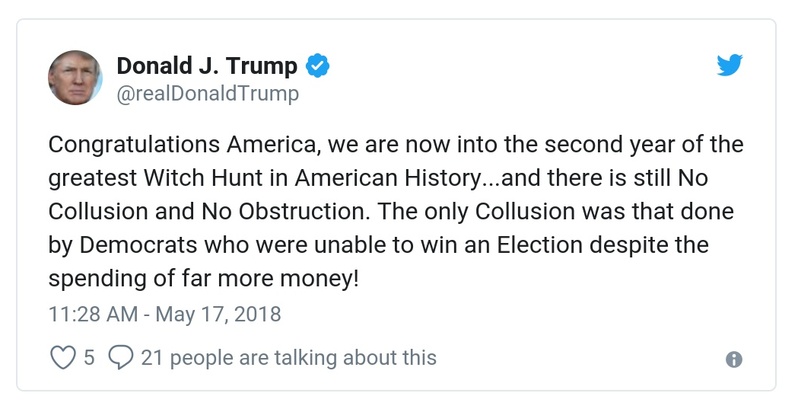 Donald J. Trump
@realDonaldTrump
Congratulations America, we are now into the second year of the
greatest Witch Hunt in American History...and there is still No
Collusion and No Obstruction. The only Collusion was that done
by Democrats who were unable to win an Election despite the
spending of far more money!
11:28 AM - May 17, 2018
5 21 people are talking about this